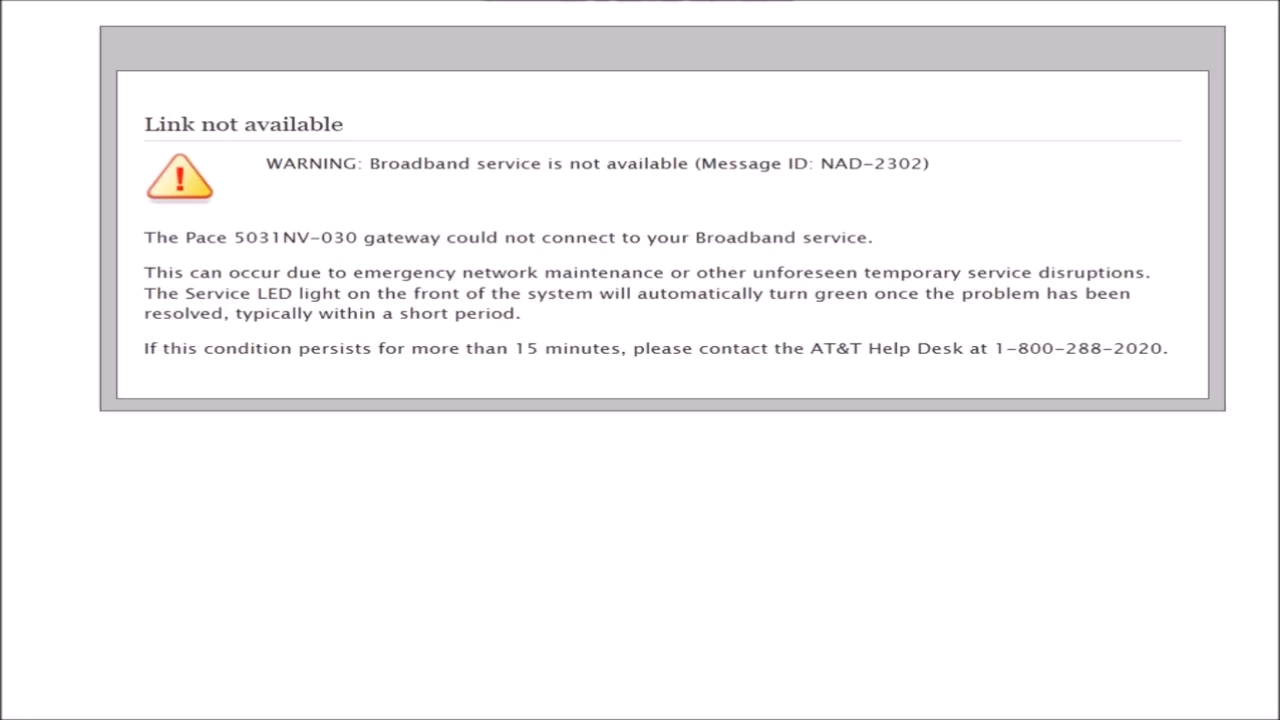 Link not available
WARNING: Broadband service is not available (Message ID: NAD-2302)
The Pace 5031NV-030 gateway could not connect to your Broadband service.
This can occur due to emergency network maintenance or other unforeseen temporary service disruptions.
The Service LED light on the front of the system will automatically turn green once the problem has been
resolved, typically within a short period.
If this condition persists for more than 15 minutes, please contact the AT&T Help Desk at 1-800-288-2020.